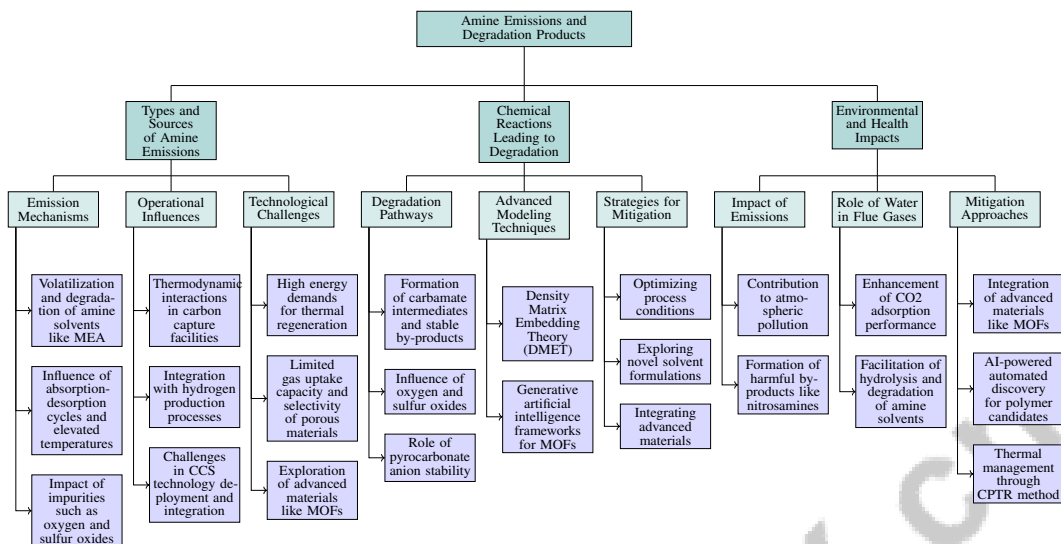 Amine Emissions and
Degradation Products
Types and
Sources
of Amine
Emissions
Chemical
Reactions
Leading to
Degradation
Environmental
and Health
Impacts
Emission
Mechanisms
Operational
Influences
Technological
Challenges
Degradation
Pathways
Advanced
Modeling
Techniques
Strategies for
Mitigation
Impact of
Emissions
Role of Water
in Flue Gases
Mitigation
Approaches
Volatilization
and degrada-
tion of amine
solvents
like MEA
Influence of
absorption-
desorption
cycles and
elevated
temperatures
Impact of
impurities
such as
oxygen and
sulfur oxides
Thermodynamic
interactions
in carbon
capture
facilities
Integration
with hydrogen
production
processes
Challenges
in CCS
technology de-
ployment and
integration
High energy
demands
for thermal
regeneration
Limited
gas uptake
capacity and
selectivity
of porous
materials
Exploration
of advanced
materials
like MOFs
Formation
of carbamate
intermediates
and stable
by-products
Influence of
oxygen and
sulfur oxides
Role of
pyrocarbonate
anion stability
Density
Matrix
Embedding
Theory
(DMET)
Generative
artificial
intelligence
frameworks
for MOFs
Optimizing
process
conditions
Exploring
novel solvent
formulations
Integrating
advanced
materials
Contribution
to atmo-
spheric
pollution
Formation of
harmful by-
products like
nitrosamines
Enhancement
of CO2
adsorption
performance
Facilitation of
hydrolysis and
degradation
of amine
solvents
Integration
of advanced
materials
like MOFs
AI-powered
automated
discovery
for polymer
candidates
Thermal
management
through
CPTR method